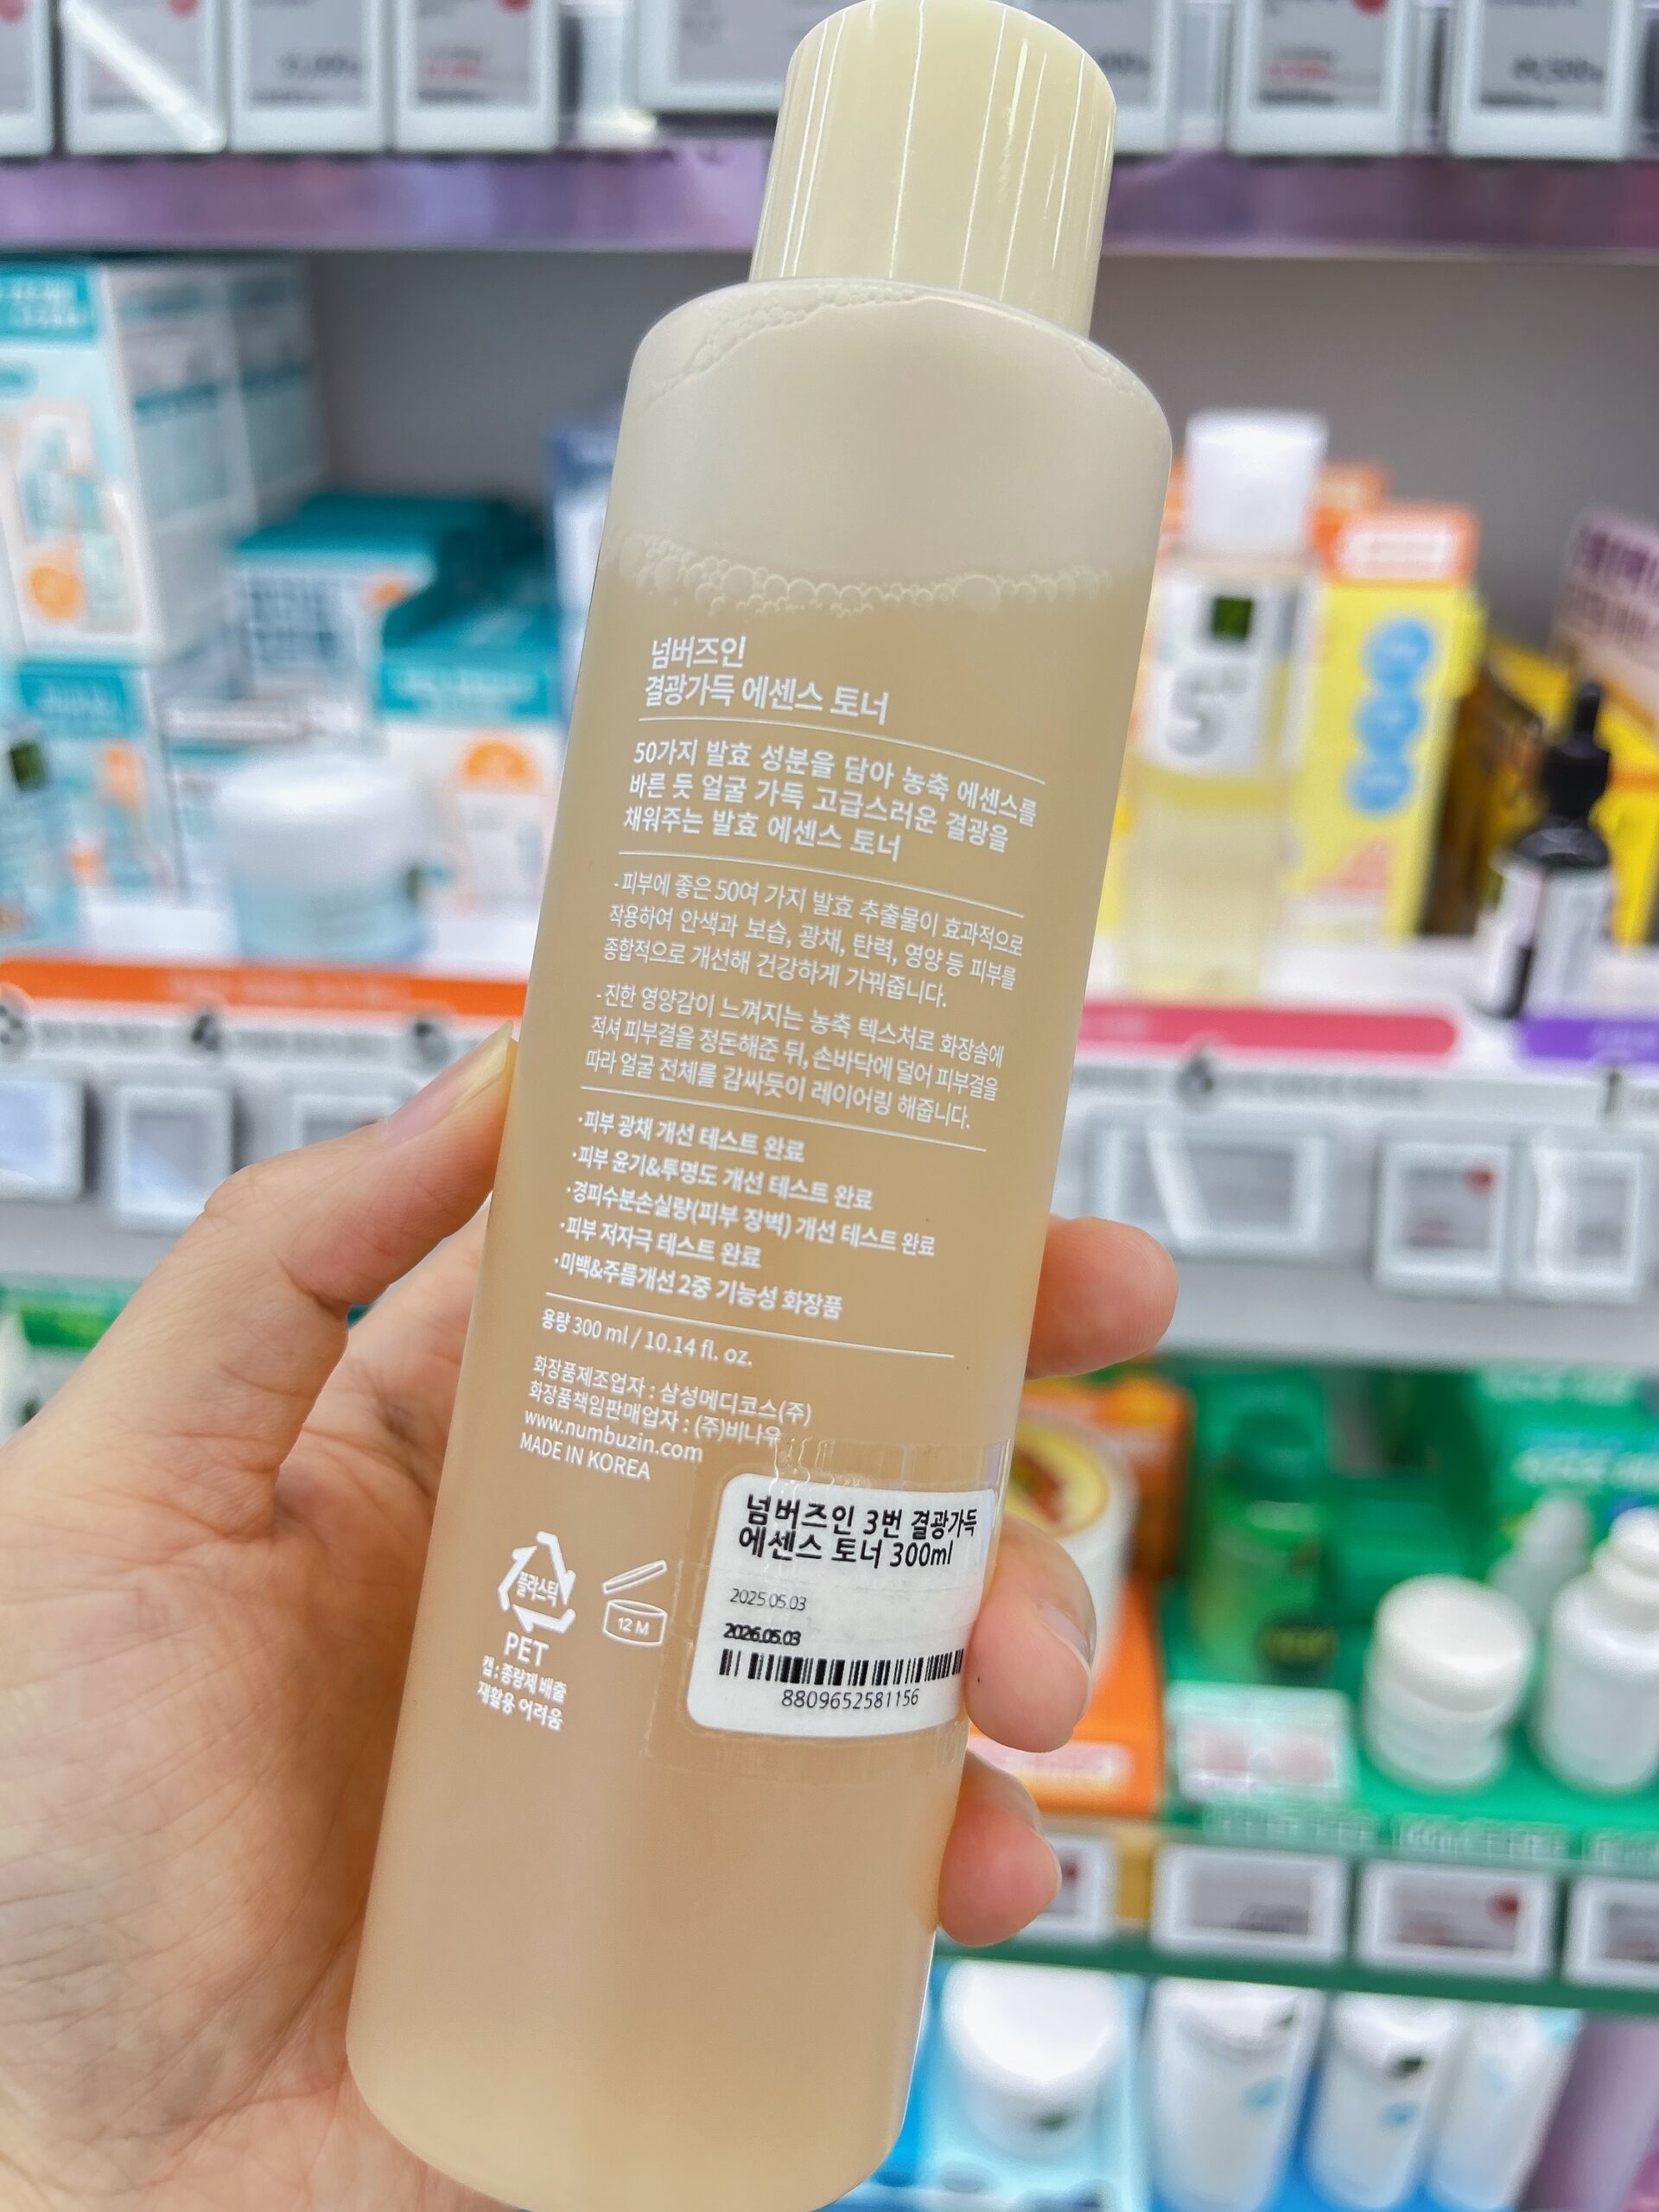 넘버즈인
결광가득 에센스 토너
50가지 발효 성분을 담아 농축 에센스를
바른 듯 얼굴 가득 고급스러운 결광을
채워주는 발효 에센스 토너
-피부에 좋은 50여 가지 발효 추출물이 효과적으로
작용하여 안색과 보습, 광채, 탄력, 영양 등 피부를
종합적으로 개선해 건강하게 가꿔줍니다.
-진한 영양감이 느껴지는 농축 텍스처로 화장솜에
적셔 피부결을 정돈해준 뒤, 손바닥에 덜어 피부결을
따라 얼굴 전체를 감싸듯이 레이어링 해줍니다.
·피부 광채 개선 테스트 완료
·피부 윤기&투명도 개선 테스트 완료
·경피수분손실량(피부 장벽) 개선 테스트 완료
·피부 저자극 테스트 완료
·미백&주름개선 2중 기능성 화장품
용량 300 ml / 10.14 fl. oz.
화장품제조업자 : 삼성메디코스(주)
화장품책임판매업자 : (주)비나우
www.numbuzin.com
MADE IN KOREA
플라스틱
PET
캡 : 종량제 배출
재활용 어려움
12 M
넘버즈인 3번 결광가득
에센스 토너 300ml
2025.05.03
2026.05.03
8809652581156
3
4
5
6
1
S